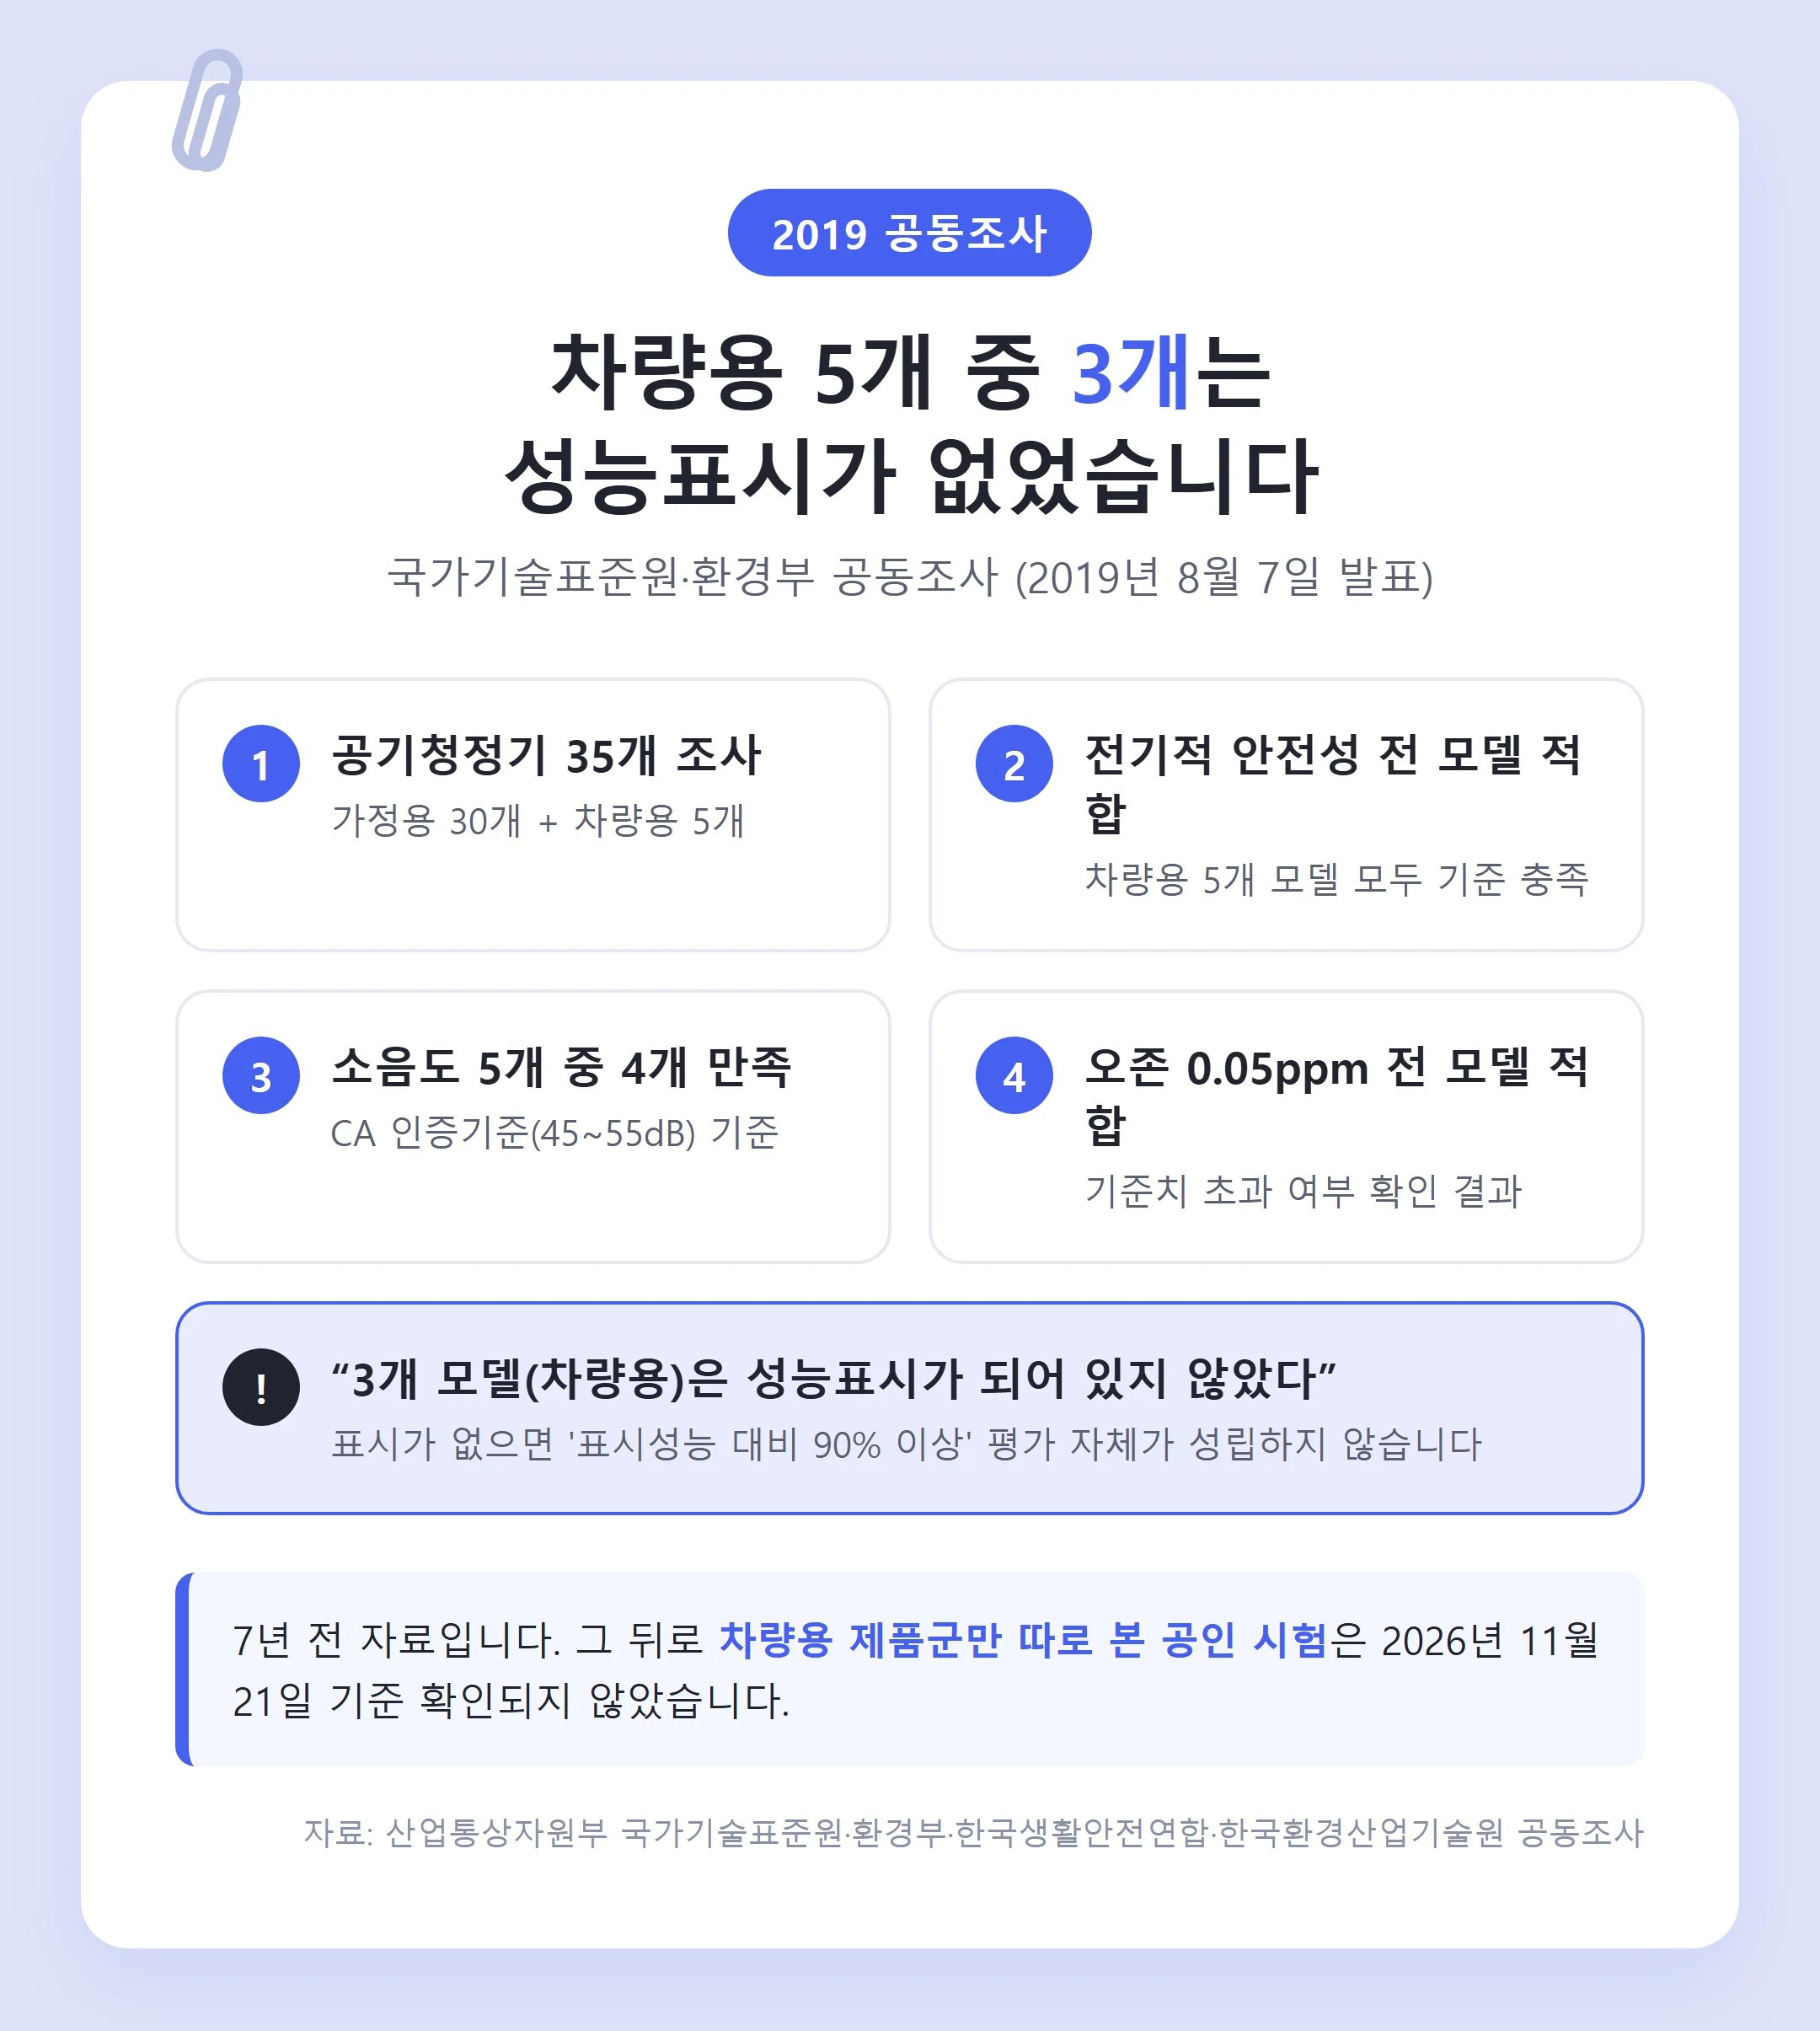 2019 공동조사
차량용 5개 중 3개는
성능표시가 없었습니다
국가기술표준원·환경부 공동조사 (2019년 8월 7일 발표)
1
공기청정기 35개 조사
가정용 30개 + 차량용 5개
2
전기적 안전성 전 모델 적
합
차량용 5개 모델 모두 기준 충족
3
소음도 5개 중 4개 만족
CA 인증기준(45~55dB) 기준
4
오존 0.05ppm 전 모델 적
합
기준치 초과 여부 확인 결과
!
“3개 모델(차량용)은 성능표시가 되어 있지 않았다”
표시가 없으면 '표시성능 대비 90% 이상' 평가 자체가 성립하지 않습니다
7년 전 자료입니다. 그 뒤로 차량용 제품군만 따로 본 공인 시험은 2026년 11월
21일 기준 확인되지 않았습니다.
자료: 산업통상자원부 국가기술표준원·환경부·한국생활안전연합·한국환경산업기술원 공동조사